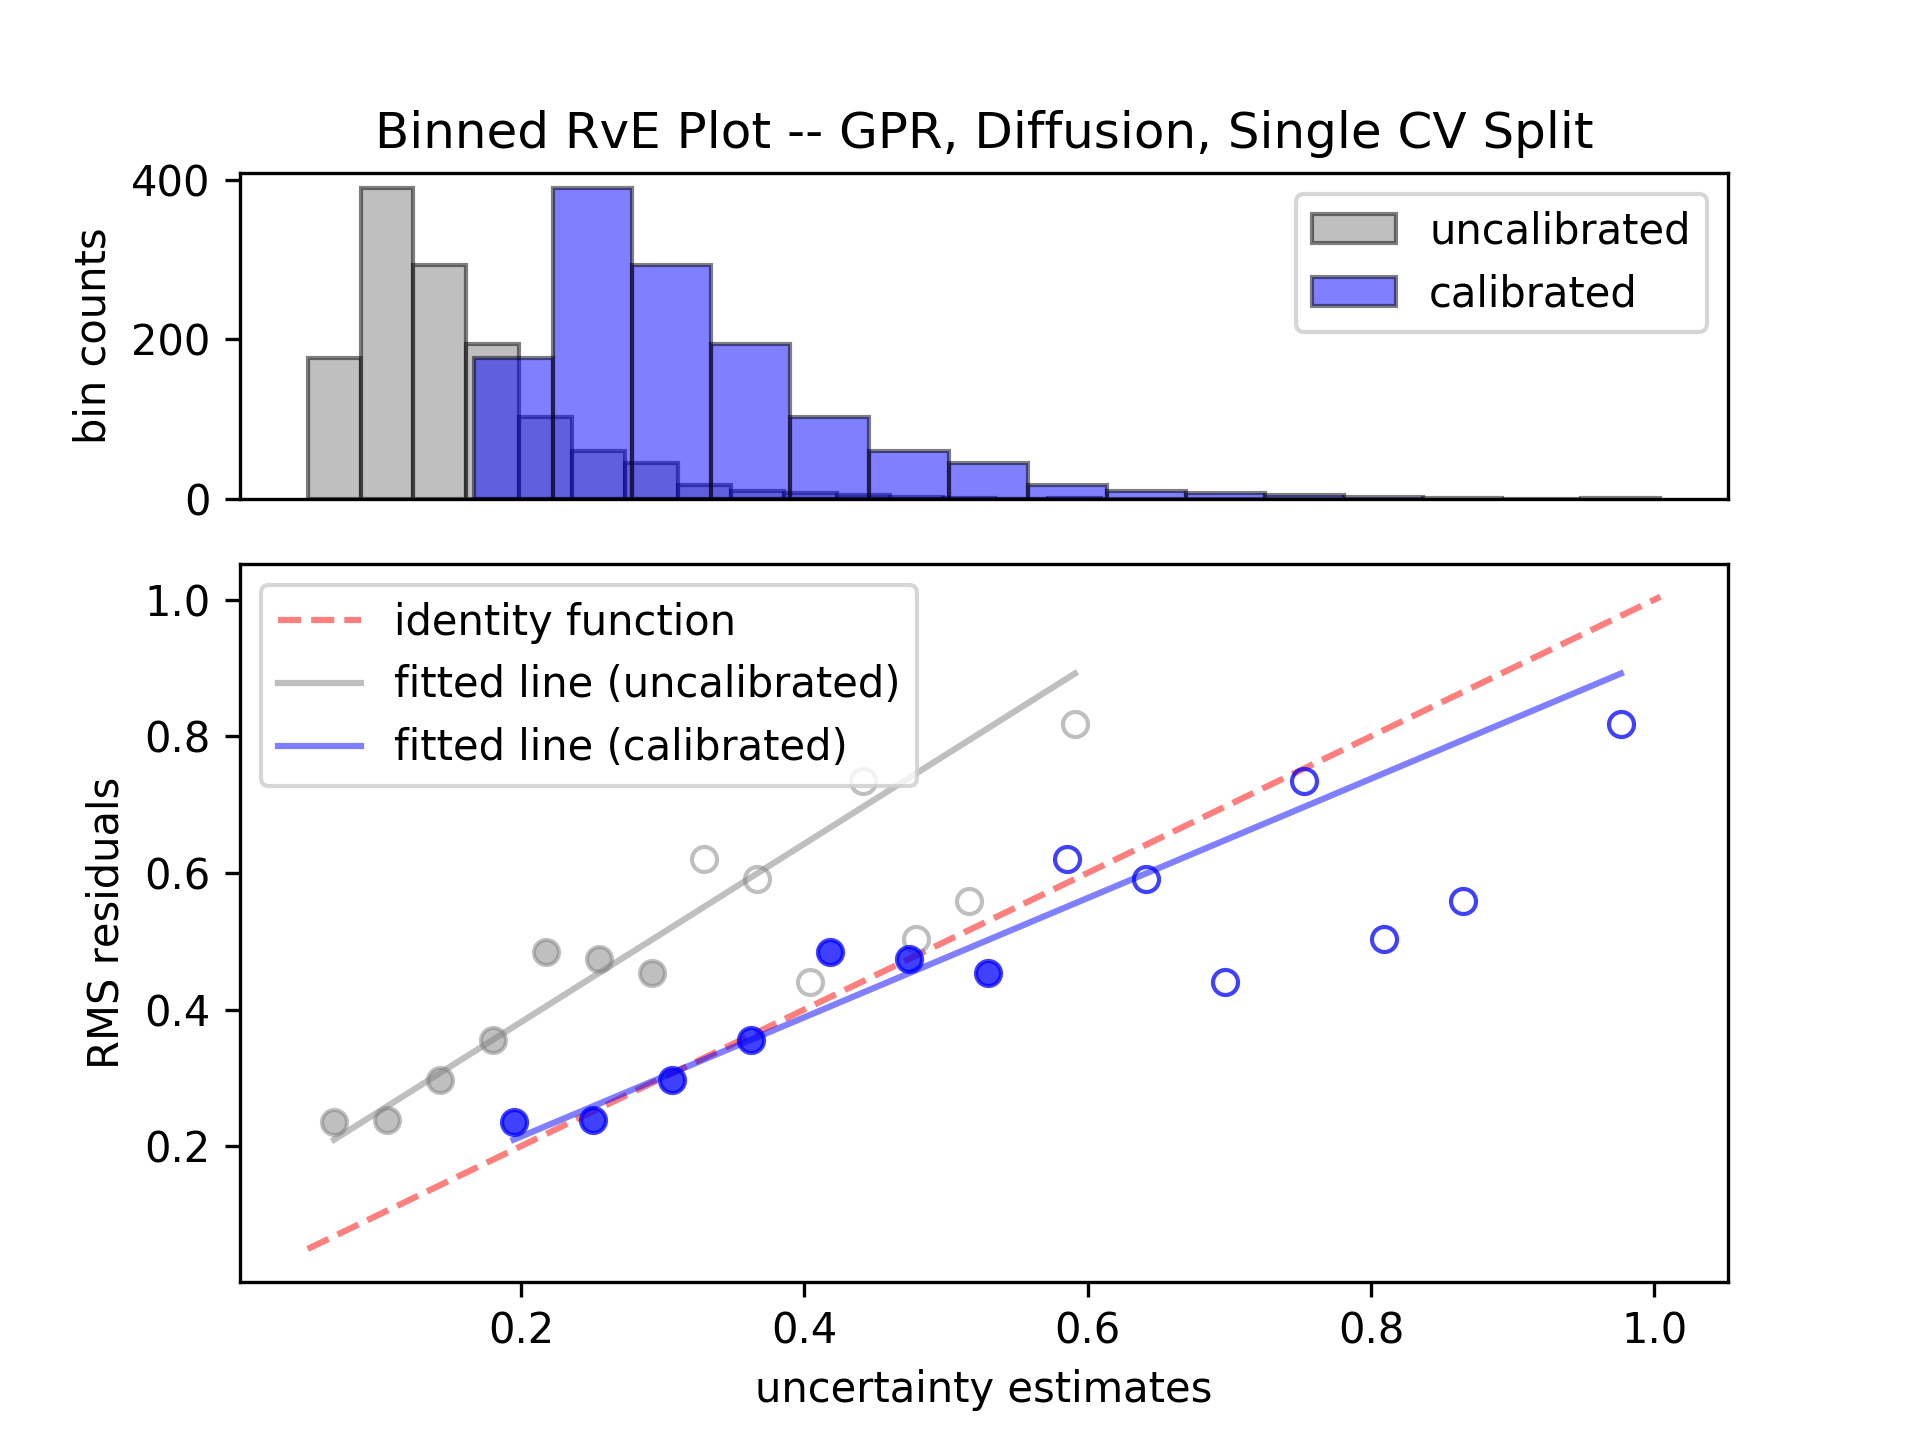 Binned RvE Plot -- GPR, Diffusion, Single CV Split
400
200
0
bin counts
uncalibrated
calibrated
identity function
fitted line (uncalibrated)
fitted line (calibrated)
1.0
0.8
0.6
0.4
0.2
RMS residuals
0.2 0.4 0.6 0.8 1.0
uncertainty estimates